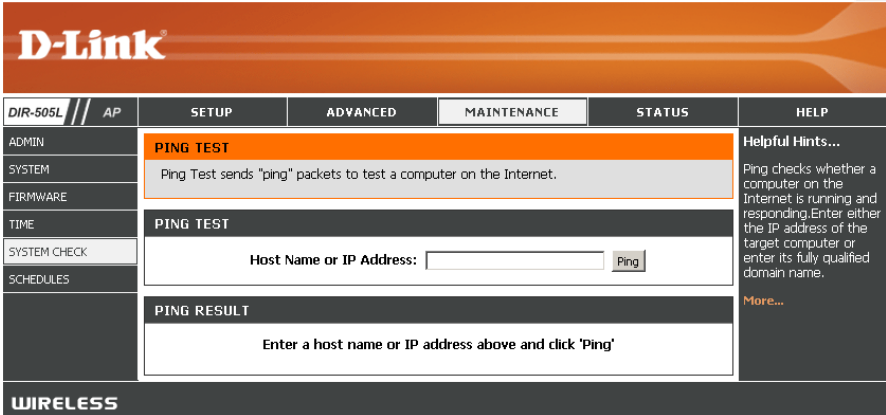 D-Link®
DIR-505L // AP
SETUP
ADVANCED
MAINTENANCE
STATUS
HELP
ADMIN
SYSTEM
FIRMWARE
TIME
SYSTEM CHECK
SCHEDULES
PING TEST
Ping Test sends "ping" packets to test a computer on the Internet.
PING TEST
Host Name or IP Address:
Ping
PING RESULT
Enter a host name or IP address above and click 'Ping'
Helpful Hints...
Ping checks whether a
computer on the
Internet is running and
responding.Enter either
the IP address of the
target computer or
enter its fully qualified
domain name.
More...
WIRELESS